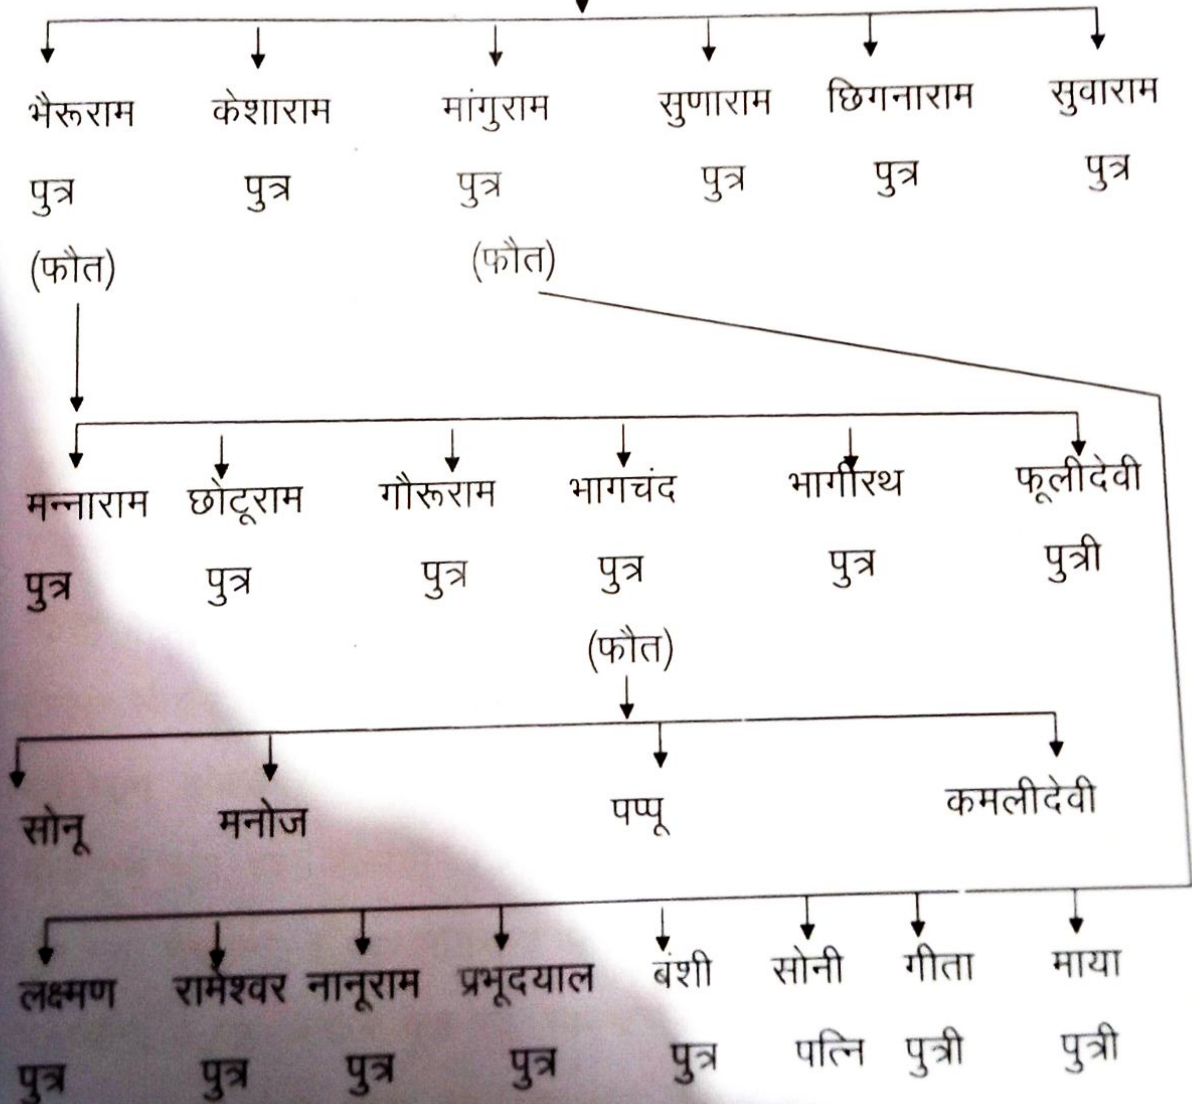 भैरूराम केशाराम मांगुराम सुणाराम छिगनाराम सुवाराम
पुत्र पुत्र पुत्र पुत्र पुत्र पुत्र
(फौत) (फौत)
मन्नाराम छोटूराम गौरूराम भागचंद भागीरथ फूलीदेवी
पुत्र पुत्र पुत्र पुत्र पुत्र पुत्री
(फौत)
सोनू मनोज पप्पू कमलीदेवी
लक्ष्मण रामेश्वर नानूराम प्रभूदयाल बंशी सोनी गीता माया
पुत्र पुत्र पुत्र पुत्र पुत्र पत्नि पुत्री पुत्री